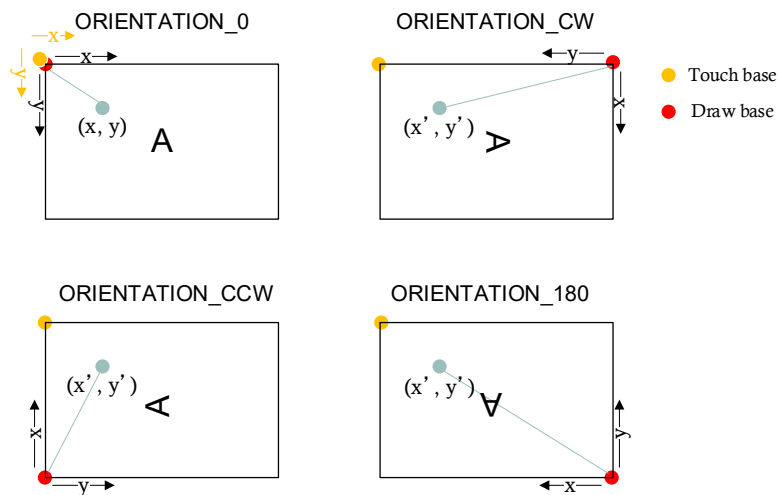 ORIENTATION_0
x
x
y
y
(x, y)
A
ORIENTATION_CW
y
x
(x', y')
A
Touch base
Draw base
ORIENTATION_CCW
(x', y')
A
x
y
ORIENTATION_180
(x', y')
A
y
x